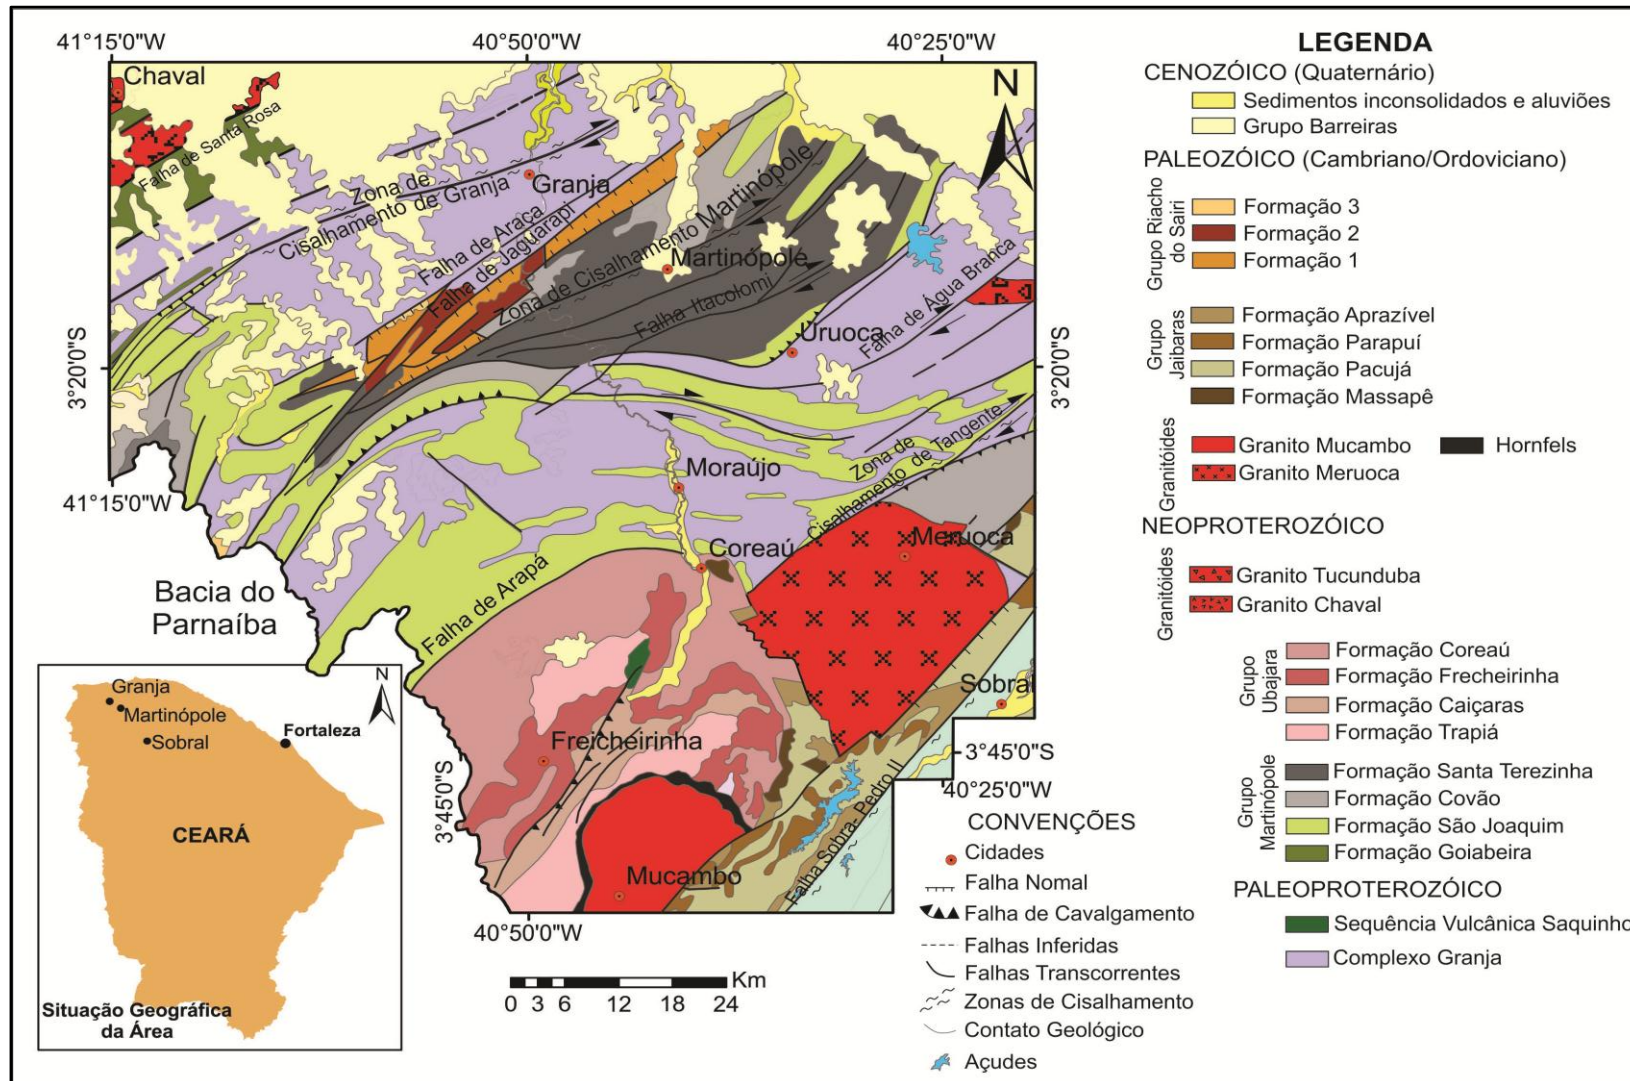 41°15'0"W
40°50'0"W
40°25'0"W
Chaval
N
Falha de Santa Rosa
Zona de
Cisalhamento de Granja
Granja
Falha de Araça
Falha de Jaguarapi
Zona de Cisalhamento Martinópole
Martinópole
Falha Itacolomi
Falha de Água Branca
Uruoca
3°20'0"S
3°20'0"S
41°15'0"W
Moraújo
Zona de
Cisalhamento de Tangente
Coreaú
Meruoca
Bacia do
Parnaíba
Falha de Arapá
Sobral
Freicheirinha
3°45'0"S
40°25'0"W
3°45'0"S
Mucambo
Falha Sobra- Pedro II
40°50'0"W
Km
0 3 6 12 18 24
N
Granja
Martinópole
Sobral
Fortaleza
CEARÁ
Situação Geográfica
da Área
CONVENÇÕES
Cidades
Falha Nomal
Falha de Cavalgamento
Falhas Inferidas
Falhas Transcorrentes
Zonas de Cisalhamento
Contato Geológico
Açudes
LEGENDA
CENOZÓICO (Quaternário)
Sedimentos inconsolidados e aluviões
Grupo Barreiras
PALEOZÓICO (Cambriano/Ordoviciano)
Grupo Riacho
do Sairi
Formação 3
Formação 2
Formação 1
Grupo
Jaibaras
Formação Aprazível
Formação Parapuí
Formação Pacujá
Formação Massapê
Granitóides
Granito Mucambo
Hornfels
Granito Meruoca
NEOPROTEROZÓICO
Granitóides
Granito Tucunduba
Granito Chaval
Grupo
Ubajara
Formação Coreaú
Formação Frecheirinha
Formação Caiçaras
Formação Trapiá
Grupo
Martinópole
Formação Santa Terezinha
Formação Covão
Formação São Joaquim
Formação Goiabeira
PALEOPROTEROZÓICO
Sequência Vulcânica Saquinho
Complexo Granja